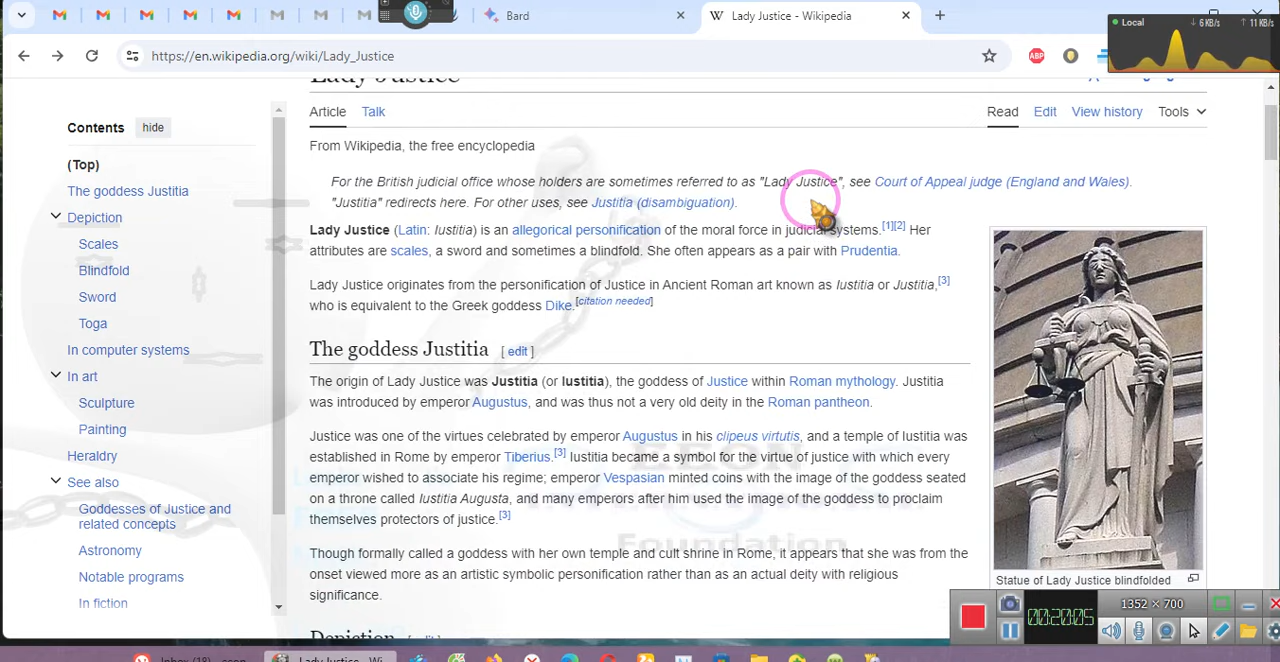 Bard
Lady Justice - Wikipedia
Local
6 KB/s
11 KB/s
https://en.wikipedia.org/wiki/Lady_Justice
ABP
Lady Justice
Article
Talk
Read
Edit
View history
Tools
Contents
hide
From Wikipedia, the free encyclopedia
(Top)
The goddess Justitia
Depiction
Scales
Blindfold
Sword
Toga
In computer systems
In art
Sculpture
Painting
Heraldry
See also
Goddesses of Justice and
related concepts
Astronomy
Notable programs
In fiction
For the British judicial office whose holders are sometimes referred to as "Lady Justice", see Court of Appeal judge (England and Wales).
"Justitia" redirects here. For other uses, see Justitia (disambiguation).
Lady Justice (Latin: Iustitia) is an allegorical personification of the moral force in judicial systems.[1][2] Her
attributes are scales, a sword and sometimes a blindfold. She often appears as a pair with Prudentia.
Lady Justice originates from the personification of Justice in Ancient Roman art known as Iustitia or Justitia,[3]
who is equivalent to the Greek goddess Dike.[citation needed]
The goddess Justitia [ edit ]
The origin of Lady Justice was Justitia (or Iustitia), the goddess of Justice within Roman mythology. Justitia
was introduced by emperor Augustus, and was thus not a very old deity in the Roman pantheon.
Justice was one of the virtues celebrated by emperor Augustus in his clipeus virtutis, and a temple of Iustitia was
established in Rome by emperor Tiberius.[3] Iustitia became a symbol for the virtue of justice with which every
emperor wished to associate his regime; emperor Vespasian minted coins with the image of the goddess seated
on a throne called Iustitia Augusta, and many emperors after him used the image of the goddess to proclaim
themselves protectors of justice.[3]
Though formally called a goddess with her own temple and cult shrine in Rome, it appears that she was from the
onset viewed more as an artistic symbolic personification rather than as an actual deity with religious
significance.
Foundation
Depiction [ edit ]
Statue of Lady Justice blindfolded
00:20:05
1352 × 700
Lady Justice - Wi...